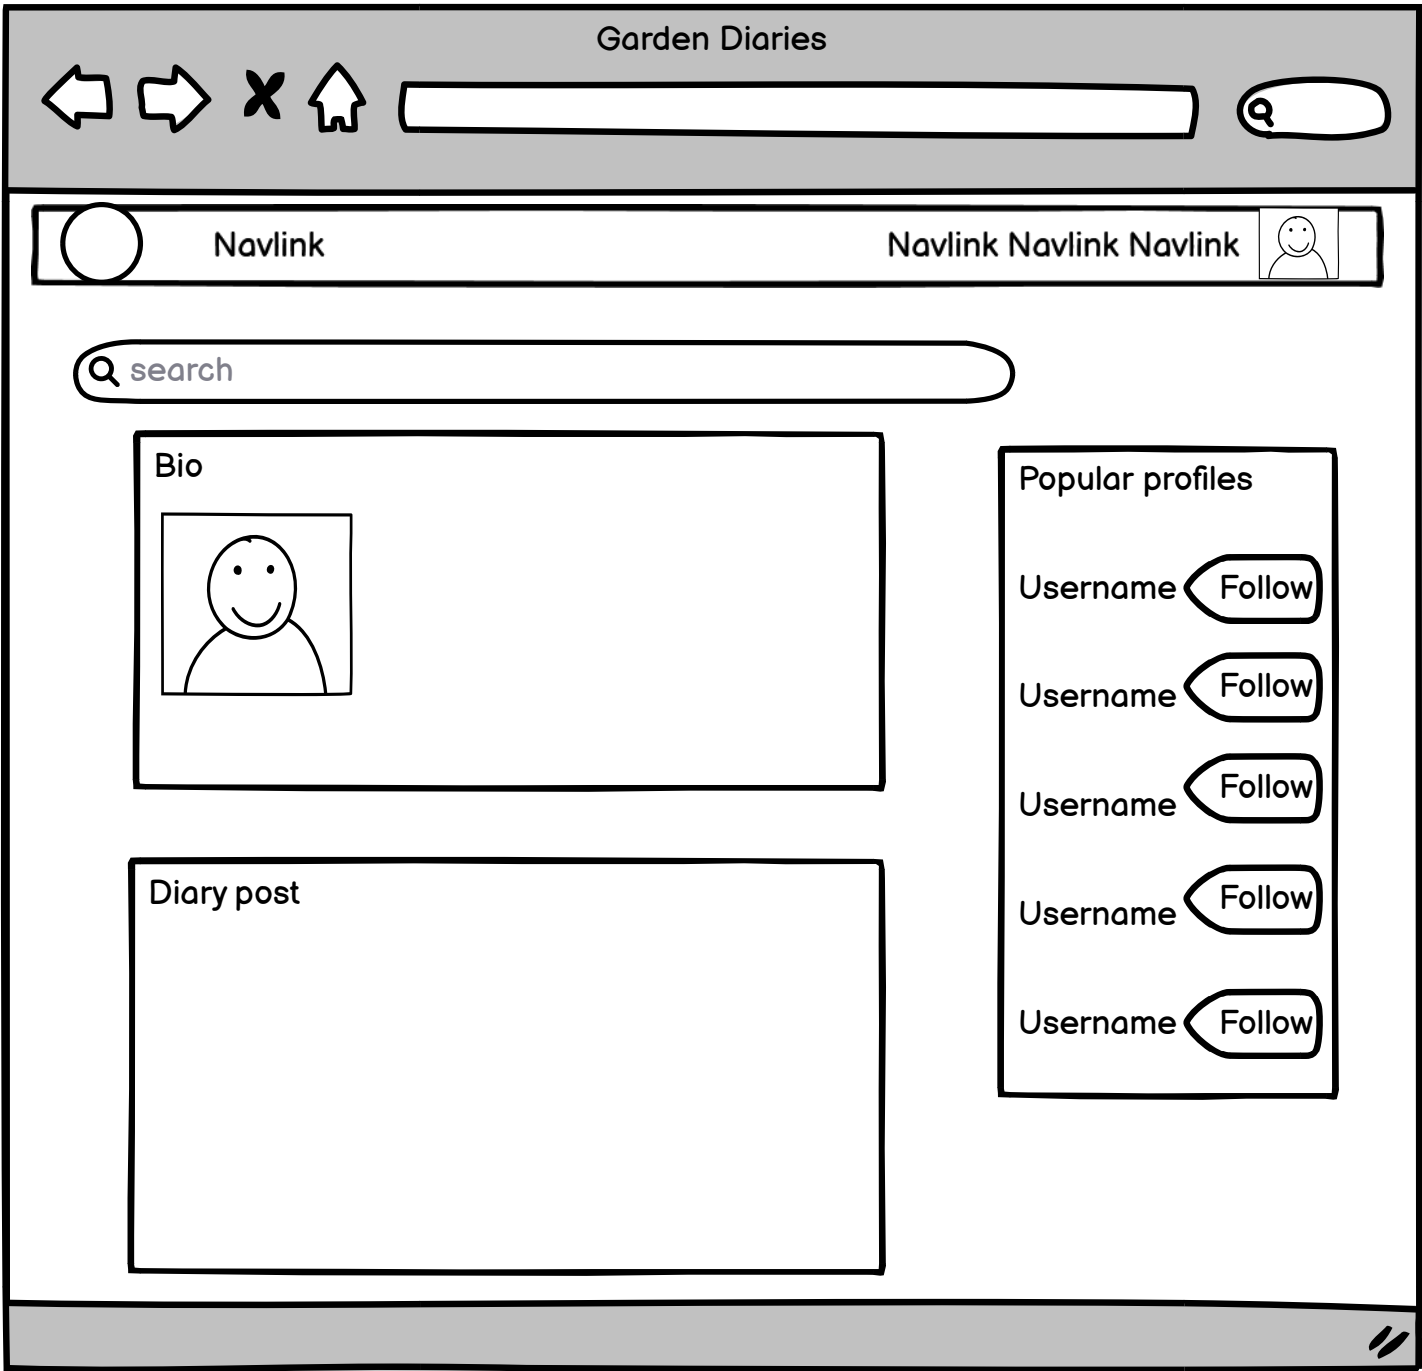 Garden Diaries
Navlink Navlink Navlink Navlink
search
Bio
Diary post
Popular profiles
Username Follow
Username Follow
Username Follow
Username Follow
Username Follow